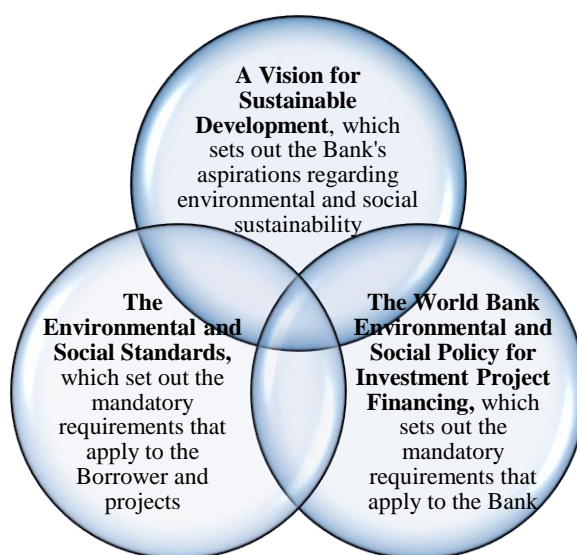 A Vision for
Sustainable
Development, which
sets out the Bank's
aspirations regarding
environmental and social
sustainability
The
Environmental and
Social Standards,
which set out the
mandatory
requirements that
apply to the
Borrower and
projects
The World Bank
Environmental and
Social Policy for
Investment Project
Financing, which
sets out the
mandatory
requirements that
apply to the Bank